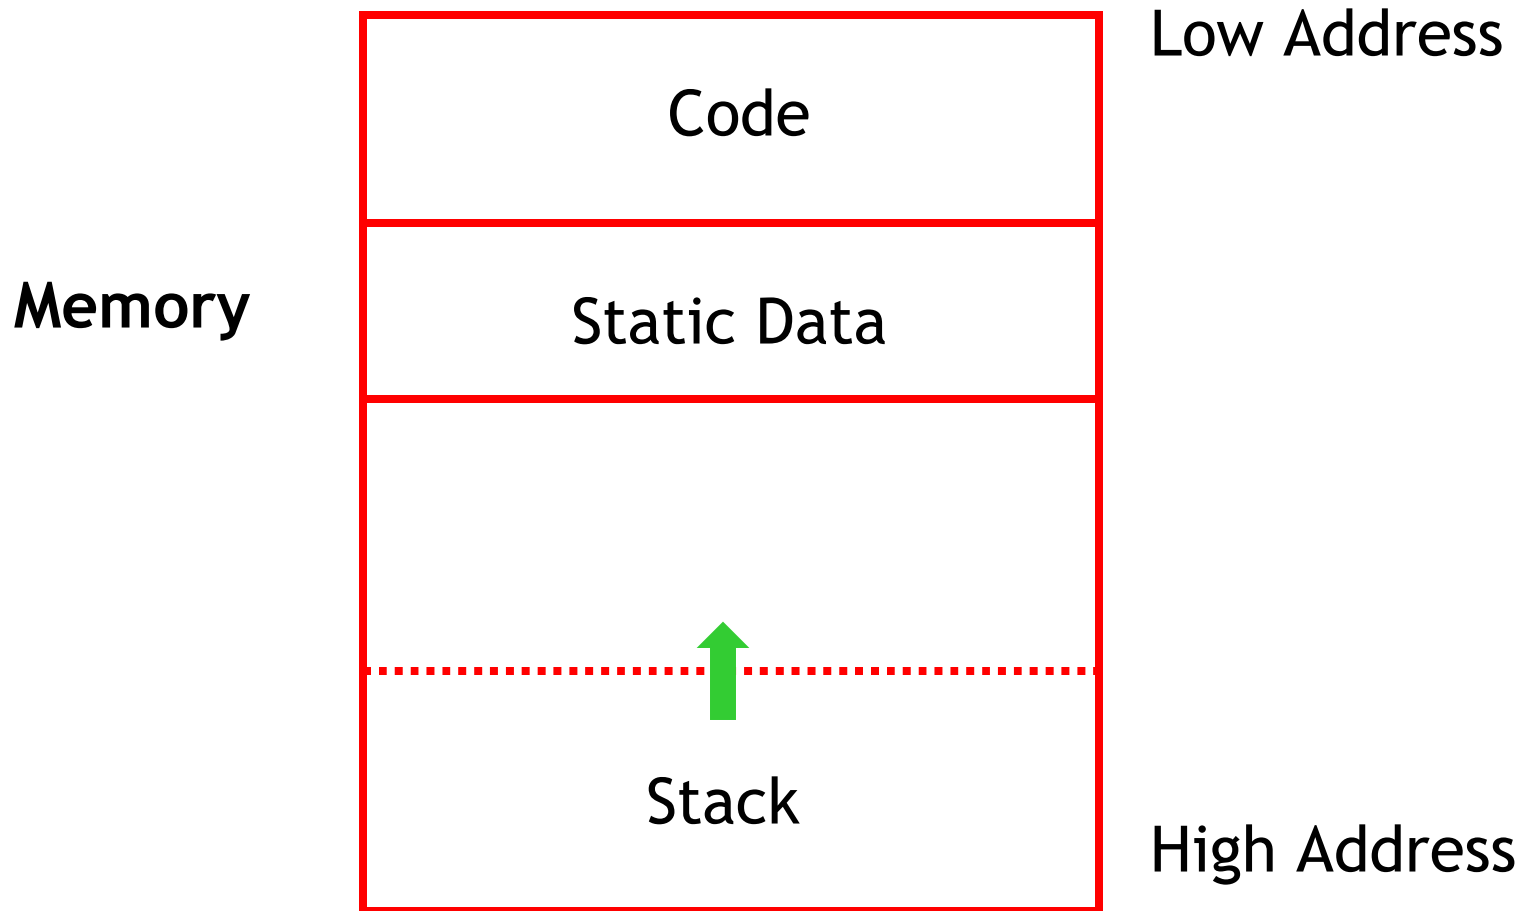 Low Address
Code
Memory
Static Data
Stack
High Address